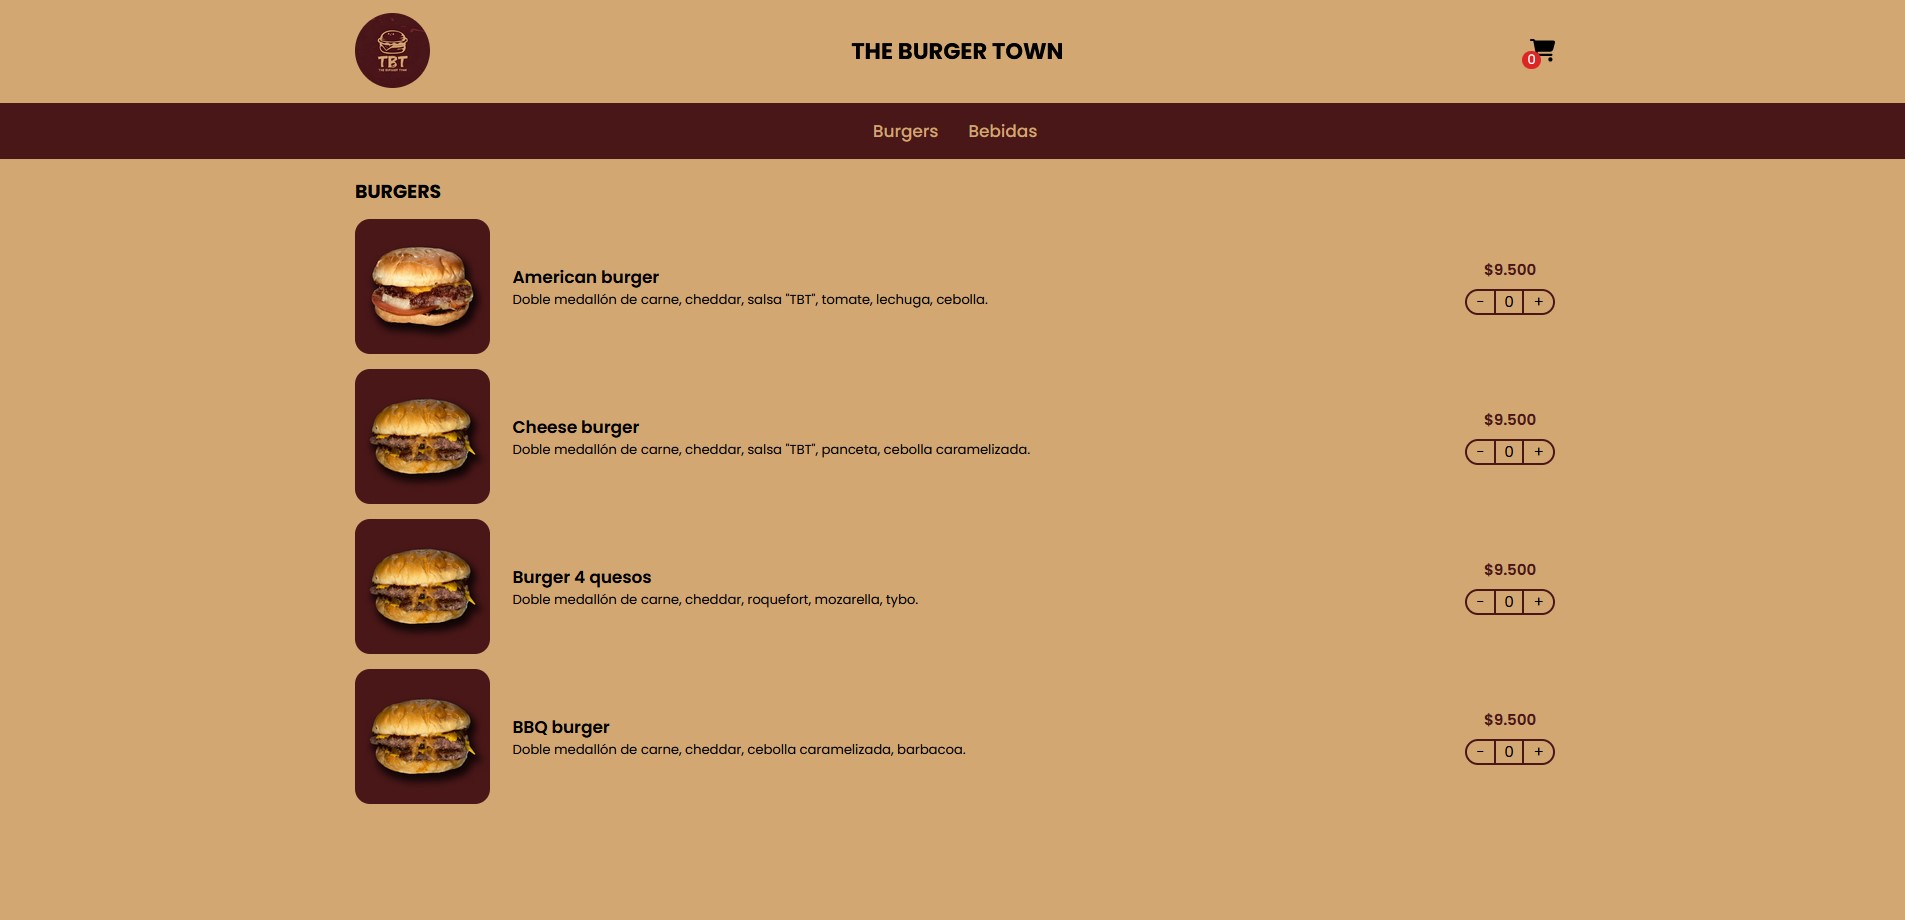 TBT
THE BURGER TOWN
THE BURGER TOWN
0
Burgers Bebidas
BURGERS
American burger
Doble medallón de carne, cheddar, salsa "TBT", tomate, lechuga, cebolla.
$9.500
- 0 +
Cheese burger
Doble medallón de carne, cheddar, salsa "TBT", panceta, cebolla caramelizada.
$9.500
- 0 +
Burger 4 quesos
Doble medallón de carne, cheddar, roquefort, mozarella, tybo.
$9.500
- 0 +
BBQ burger
Doble medallón de carne, cheddar, cebolla caramelizada, barbacoa.
$9.500
- 0 +